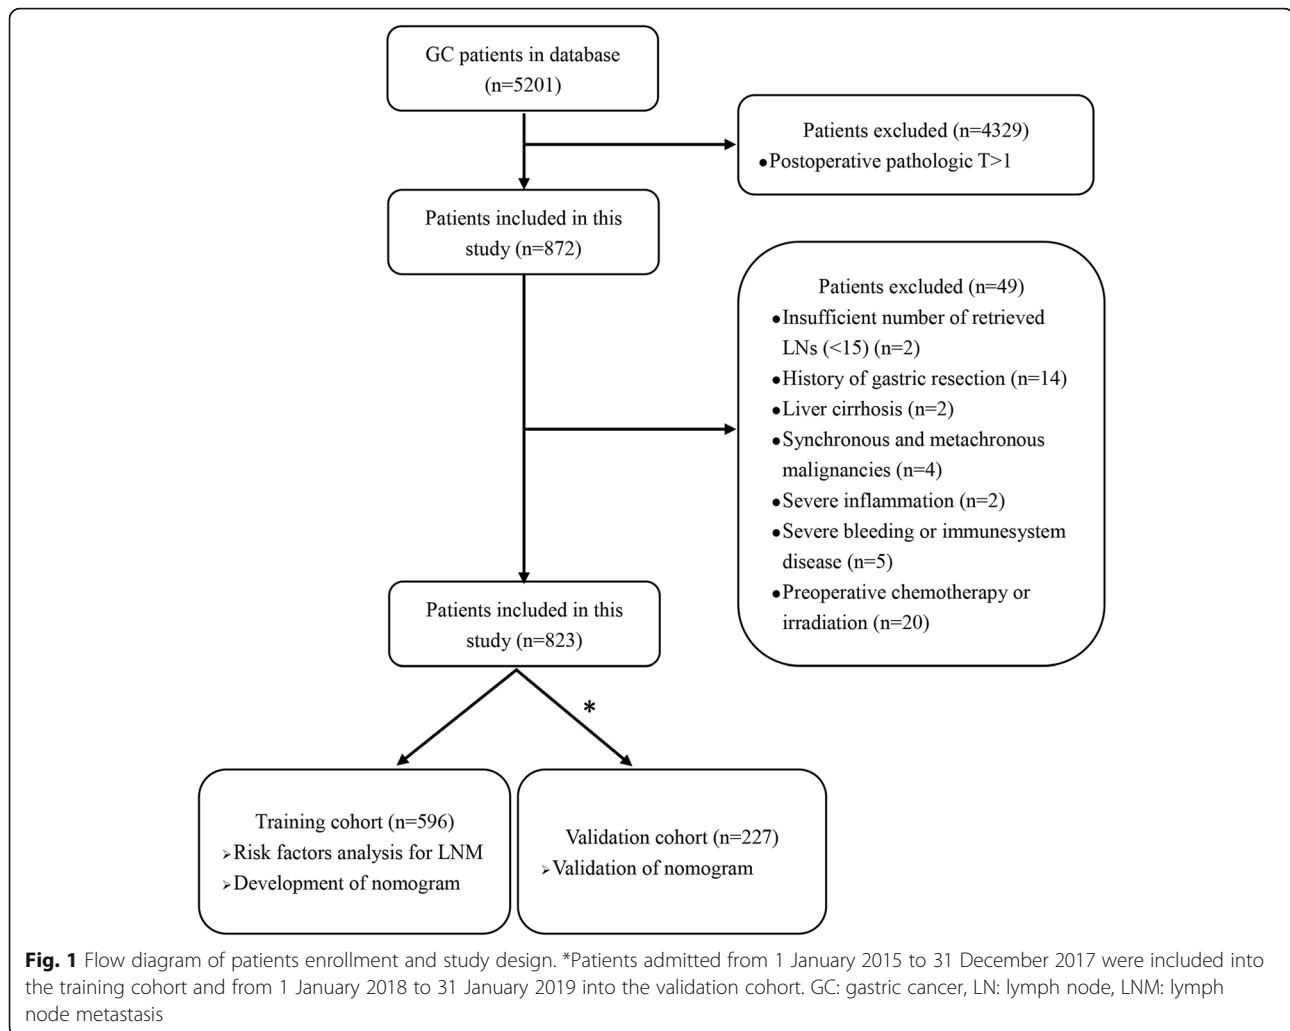 GC patients in database
(n=5201)
Patients excluded (n=4329)
●Postoperative pathologic T>1
Patients included in this
study (n=872)
Patients excluded (n=49)
●Insufficient number of retrieved
LNs (<15) (n=2)
●History of gastric resection (n=14)
●Liver cirrhosis (n=2)
●Synchronous and metachronous
malignancies (n=4)
●Severe inflammation (n=2)
●Severe bleeding or immunesystem
disease (n=5)
●Preoperative chemotherapy or
irradiation (n=20)
Patients included in this
study (n=823)
*
Training cohort (n=596)
➢Risk factors analysis for LNM
➢Development of nomogram
Validation cohort (n=227)
➢Validation of nomogram
Fig. 1 Flow diagram of patients enrollment and study design. *Patients admitted from 1 January 2015 to 31 December 2017 were included into
the training cohort and from 1 January 2018 to 31 January 2019 into the validation cohort. GC: gastric cancer, LN: lymph node, LNM: lymph
node metastasis